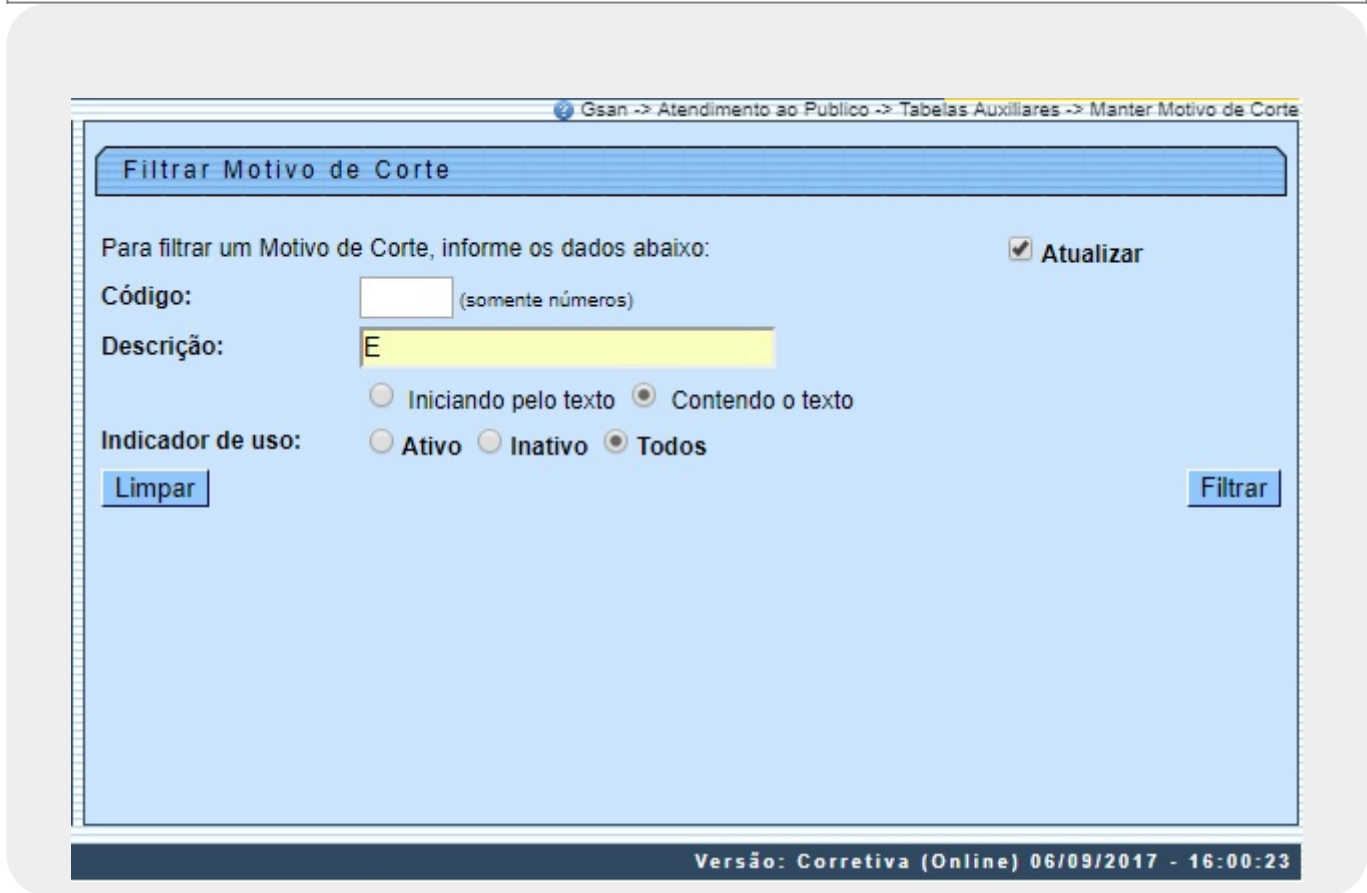 Gsan -> Atendimento ao Publico -> Tabelas Auxiliares -> Manter Motivo de Corte
Filtrar Motivo de Corte
Para filtrar um Motivo de Corte, informe os dados abaixo: Atualizar
Código: (somente números)
Descrição: E
Iniciando pelo texto Contendo o texto
Indicador de uso: Ativo Inativo Todos
Limpar Filtrar
Versão: Corretiva (Online) 06/09/2017 - 16:00:23